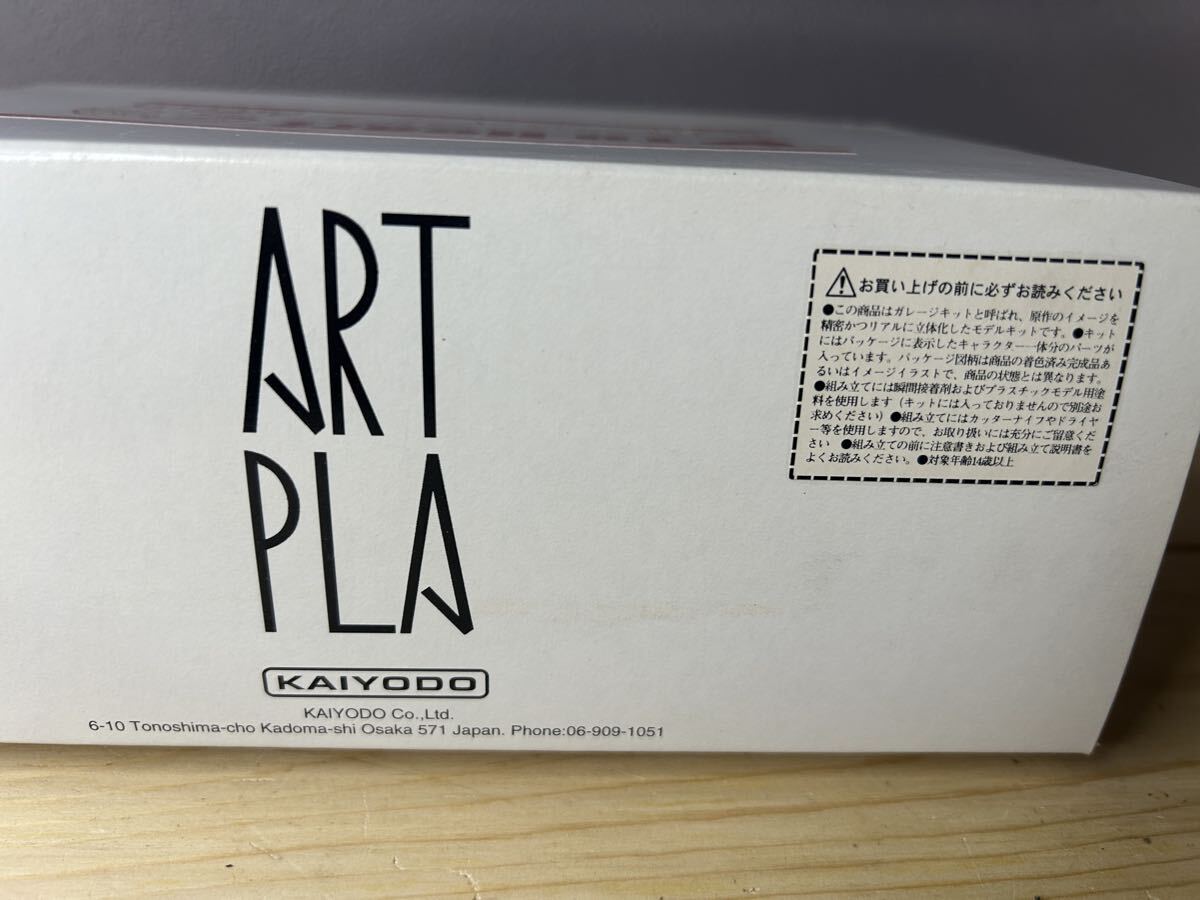 ART
PLA
KAIYODO
KAIYODO Co.,Ltd.
6-10 Tonoshima-cho Kadoma-shi Osaka 571 Japan. Phone:06-909-1051
お買い上げの前に必ずお読みください
●この商品はガレージキットと呼ばれ、原作のイメージを
精密かつリアルに立体化したモデルキットです。●キット
にはパッケージに表示したキャラクター一体分のパーツが
入っています。パッケージ図柄は商品の着色済み完成品あ
るいはイメージイラストで、商品の状態とは異なります。
●組み立てには瞬間接着剤およびプラスチックモデル用塗
料を使用します（キットには入っておりませんので別途お
求めください）●組み立てにはカッターナイフやドライヤ
ー等を使用しますので、お取り扱いには充分にご留意くだ
さい　●組み立ての前に注意書きおよび組み立て説明書を
よくお読みください。●対象年齢14歳以上